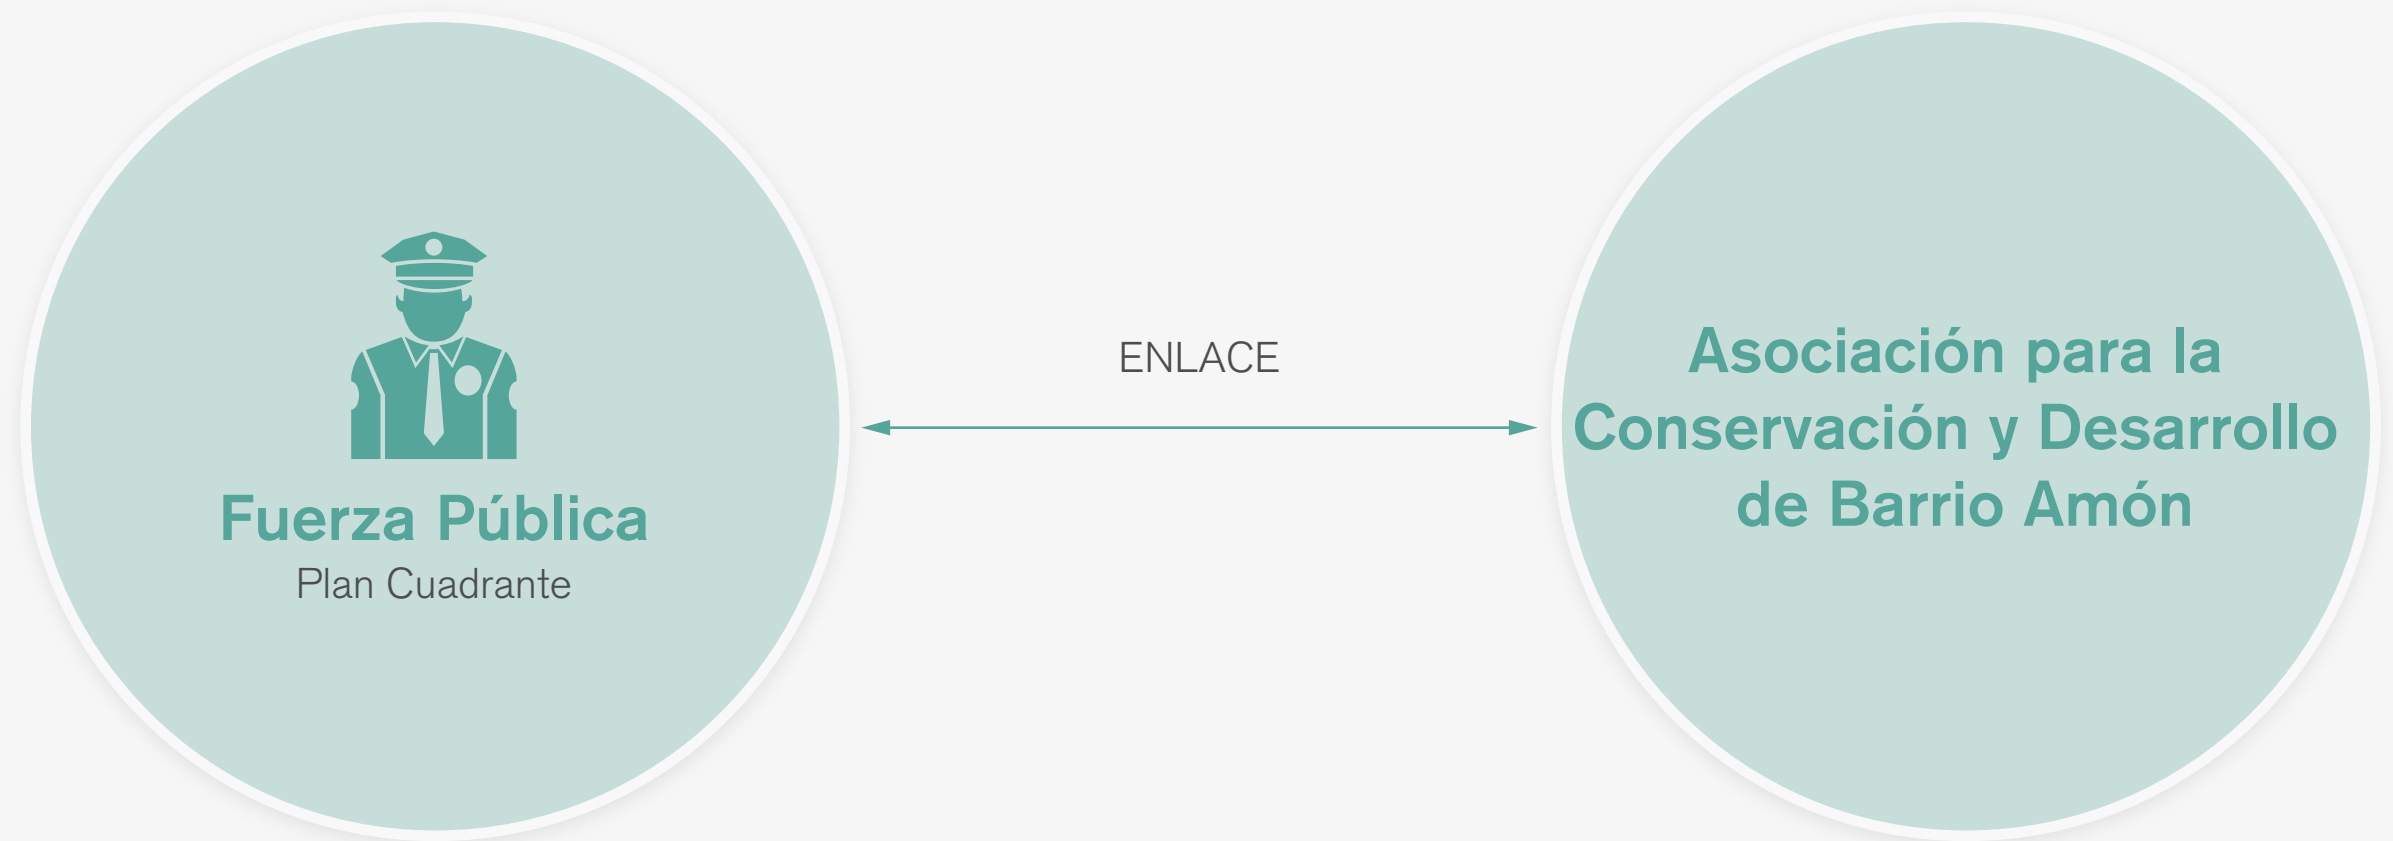 Fuerza Pública
Plan Cuadrante
ENLACE
Asociación para la
Conservación y Desarrollo
de Barrio Amón